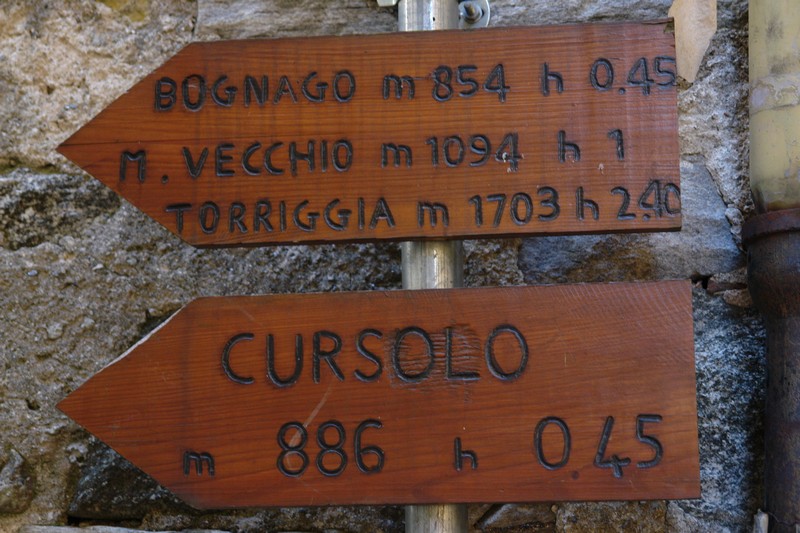 BOGNAGO m 854 h 0.45
M. VECCHIO m 1094 h 1
TORRIGGIA m 1703 h 2.40
CURSOLO
m 886 h 0.45